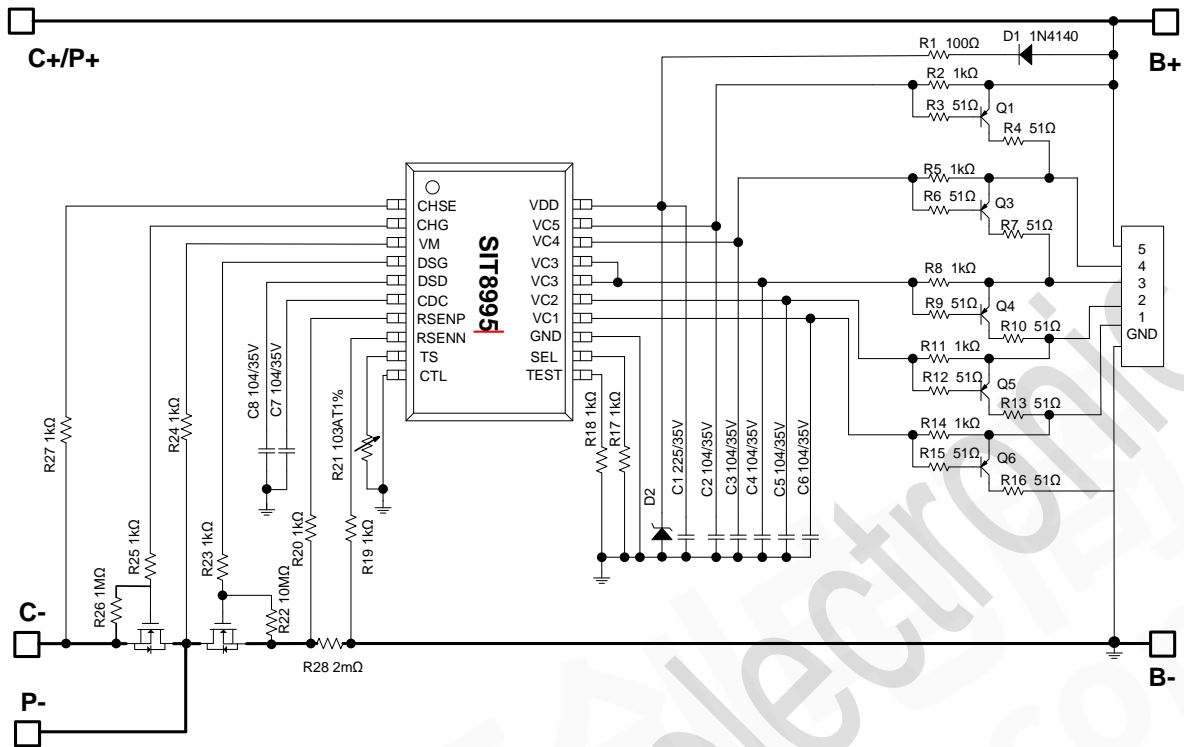 C+/P+
B+
R1 100Ω
D1 1N4140
R2 1kΩ
R3 51Ω
Q1
R4 51Ω
R5 1kΩ
R6 51Ω
Q3
R7 51Ω
R8 1kΩ
R9 51Ω
Q4
R10 51Ω
R11 1kΩ
R12 51Ω
Q5
R13 51Ω
R14 1kΩ
R15 51Ω
Q6
R16 51Ω
5
4
3
2
1
GND
SIT8995
CHSE
CHG
VM
DSG
DSD
CDC
RSENP
RSENN
TS
CTL
VDD
VC5
VC4
VC3
VC3
VC2
VC1
GND
SEL
TEST
R27 1kΩ
R24 1kΩ
C8 104/35V
C7 104/35V
R21 103AT1%
R18 1kΩ
R17 1kΩ
D2
C1 225/35V
C2 104/35V
C3 104/35V
C4 104/35V
C5 104/35V
C6 104/35V
R26 1MΩ
R25 1kΩ
R23 1kΩ
R22 10MΩ
R20 1kΩ
R19 1kΩ
R28 2mΩ
C-
P-
B-
electronic